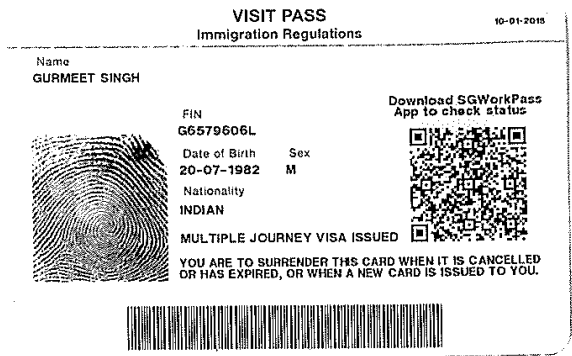 VISIT PASS
Immigration Regulations
10-01-2018
Name
GURMEET SINGH
Download SGWorkPass
App to check status
FIN
G6579606L
Date of Birth Sex
20-07-1982 M
Nationality
INDIAN
MULTIPLE JOURNEY VISA ISSUED
YOU ARE TO SURRENDER THIS CARD WHEN IT IS CANCELLED
OR HAS EXPIRED, OR WHEN A NEW CARD IS ISSUED TO YOU.